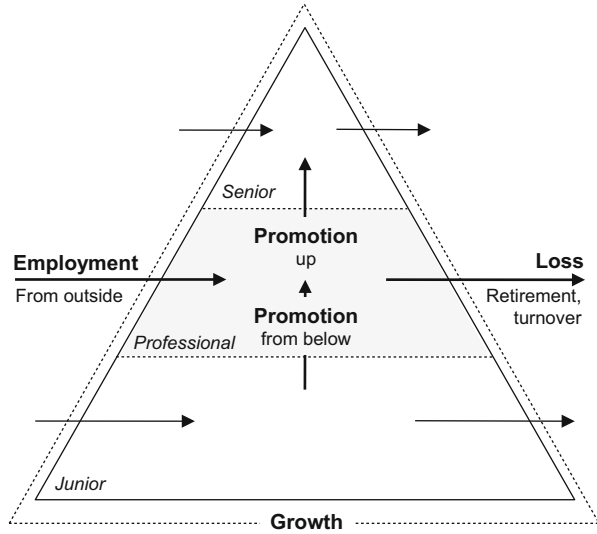 Senior
Promotion
up
Employment
From outside
Loss
Retirement,
turnover
Promotion
from below
Professional
Junior
Growth